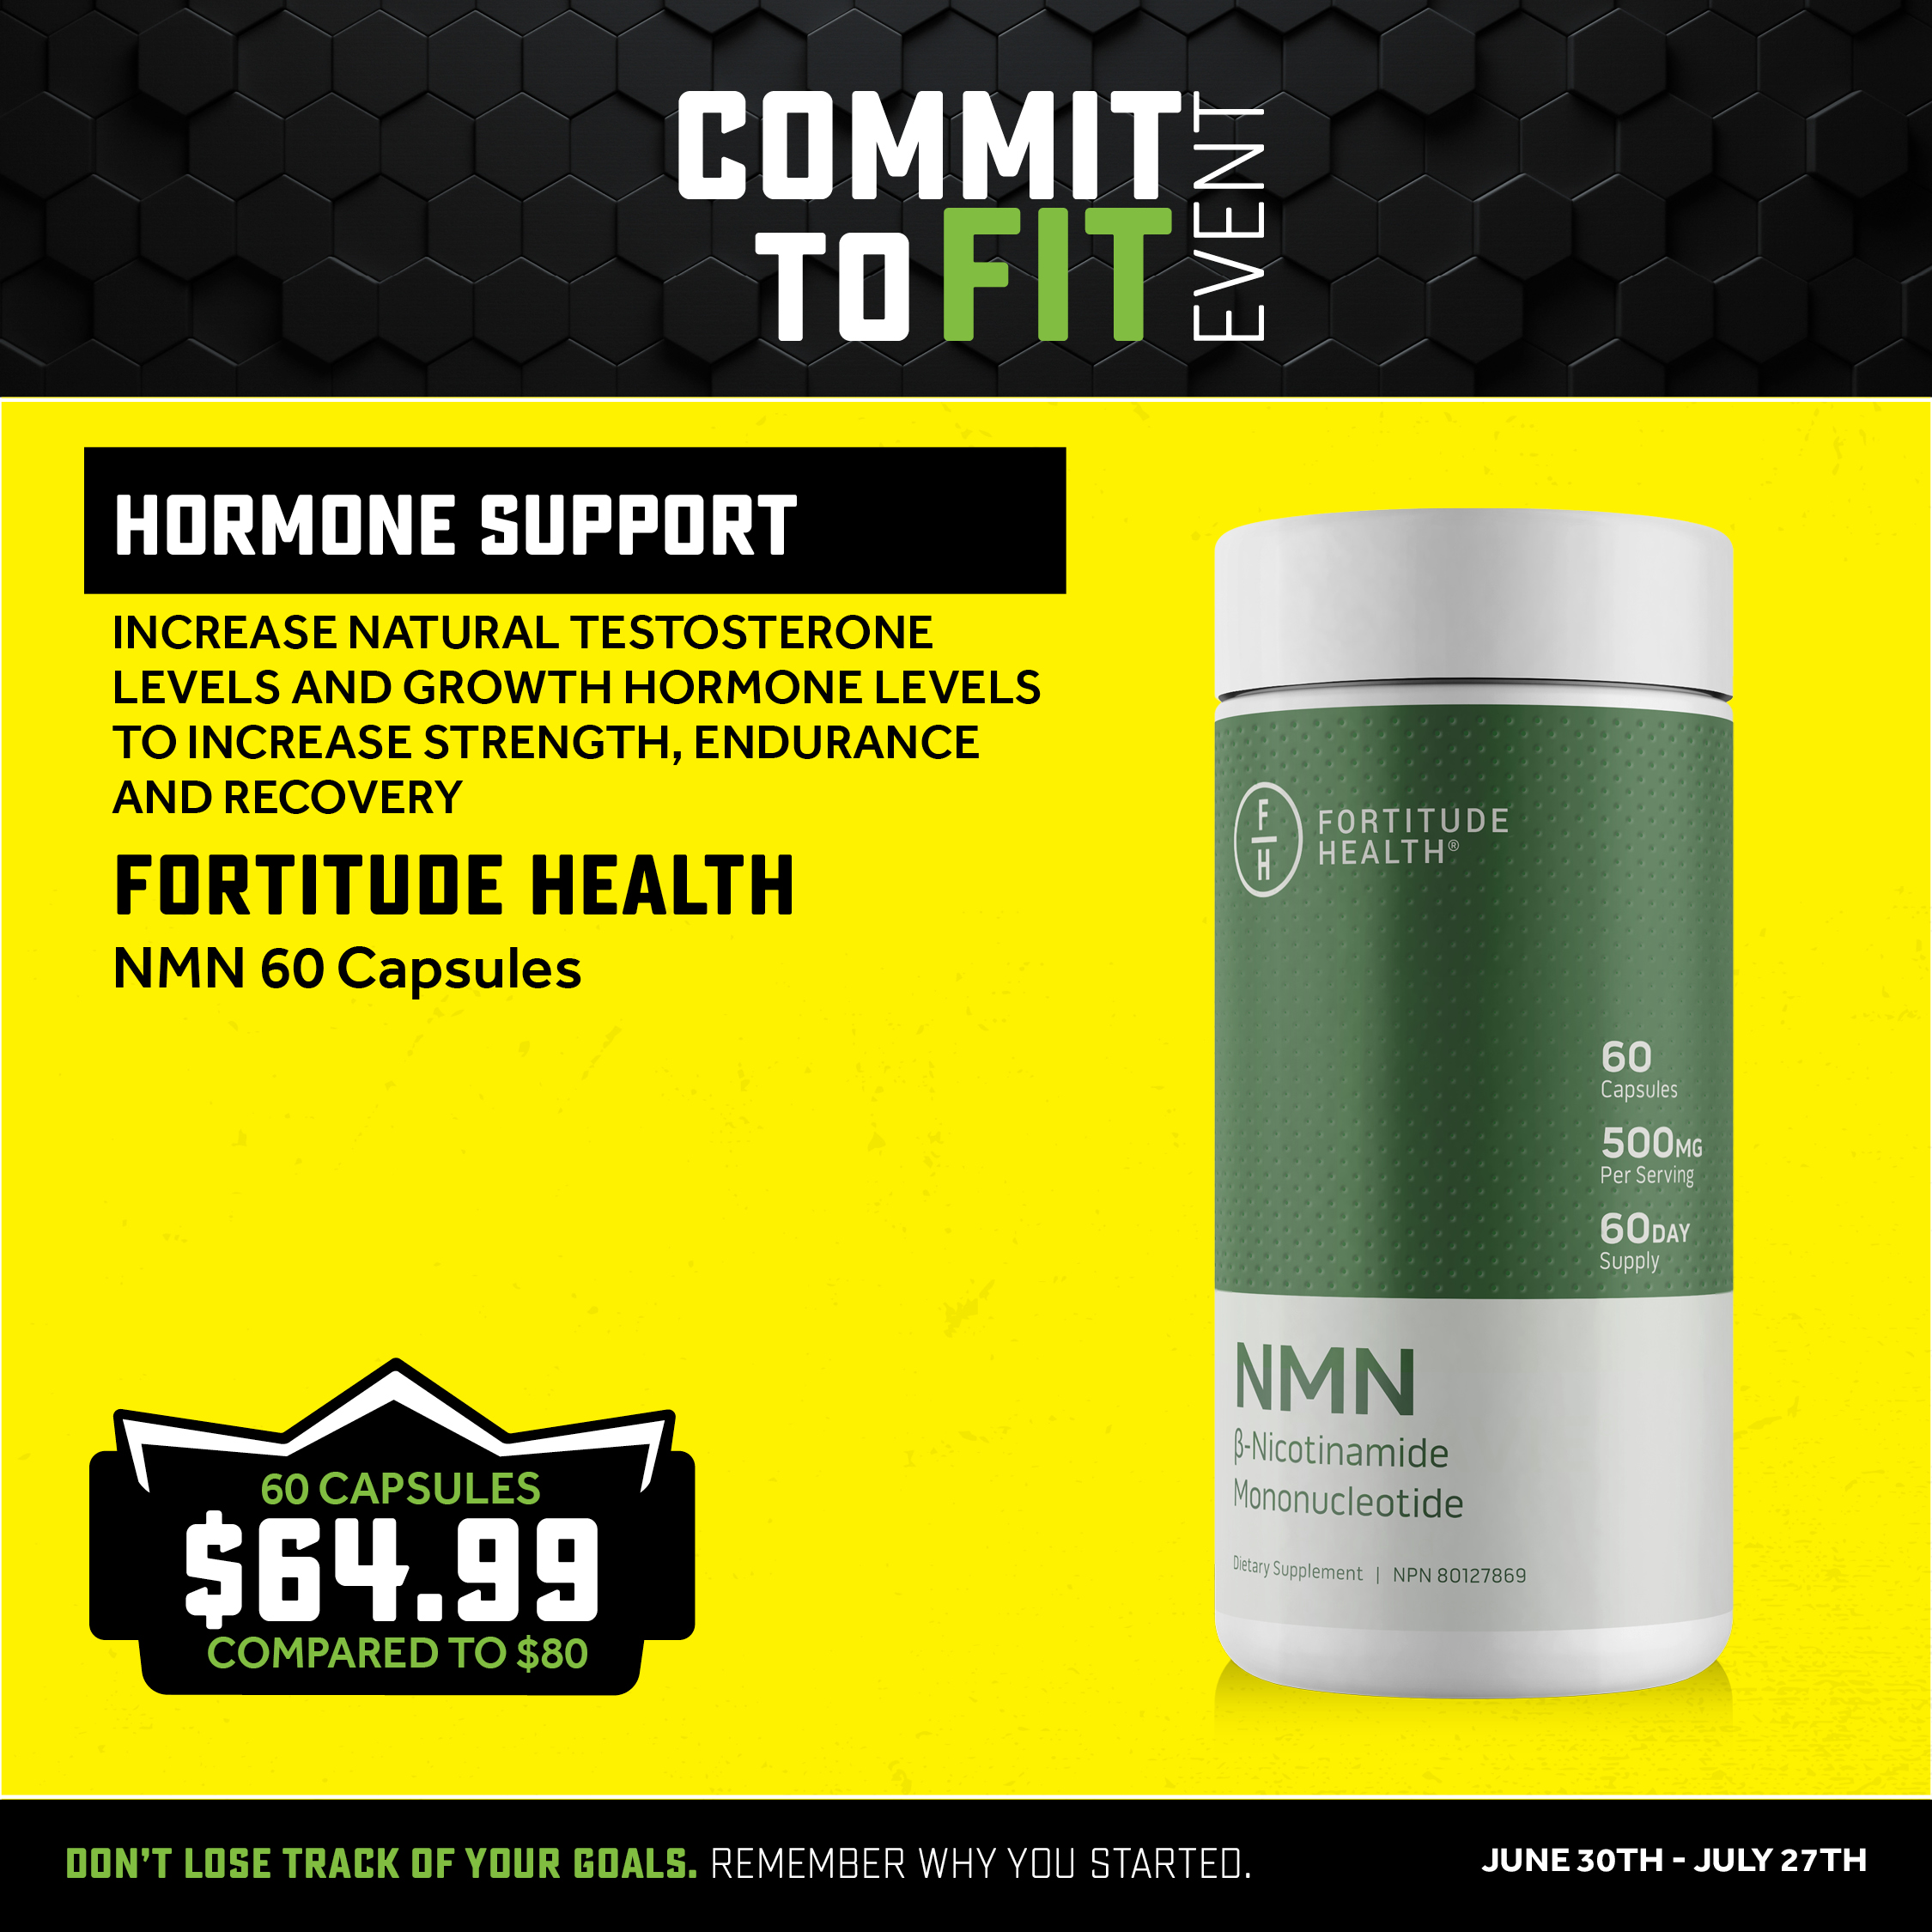 COMMIT
TO FIT
EVENT
HORMONE SUPPORT
INCREASE NATURAL TESTOSTERONE
LEVELS AND GROWTH HORMONE LEVELS
TO INCREASE STRENGTH, ENDURANCE
AND RECOVERY
FORTITUDE HEALTH
NMN 60 Capsules
60 CAPSULES
$64.99
COMPARED TO $80
F
H
FORTITUDE
HEALTH®
60
Capsules
500MG
Per Serving
60DAY
Supply
NMN
β-Nicotinamide
Mononucleotide
Dietary Supplement | NPN 80127869
DON'T LOSE TRACK OF YOUR GOALS. REMEMBER WHY YOU STARTED.
JUNE 30TH - JULY 27TH